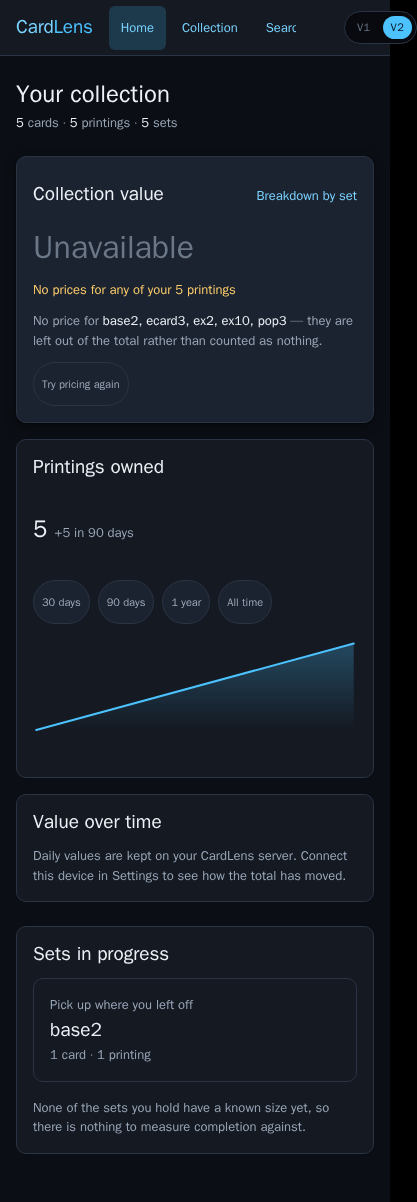 CardLens Home Collection Searc V1 V2
Your collection
5 cards · 5 printings · 5 sets
Collection value Breakdown by set
Unavailable
No prices for any of your 5 printings
No price for base2, ecard3, ex2, ex10, pop3 — they are
left out of the total rather than counted as nothing.
Try pricing again
Printings owned
5 +5 in 90 days
30 days 90 days 1 year All time
Value over time
Daily values are kept on your CardLens server. Connect
this device in Settings to see how the total has moved.
Sets in progress
Pick up where you left off
base2
1 card · 1 printing
None of the sets you hold have a known size yet, so
there is nothing to measure completion against.